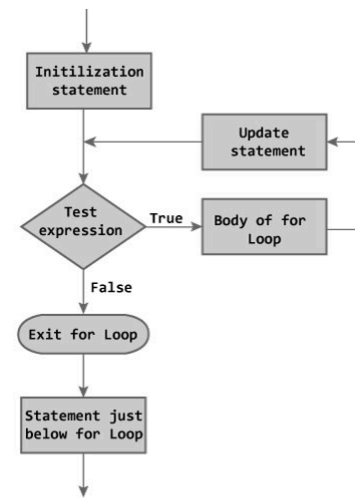 Initilization
statement
Update
statement
Test
expression
True
Body of for
Loop
False
Exit for Loop
Statement just
below for Loop